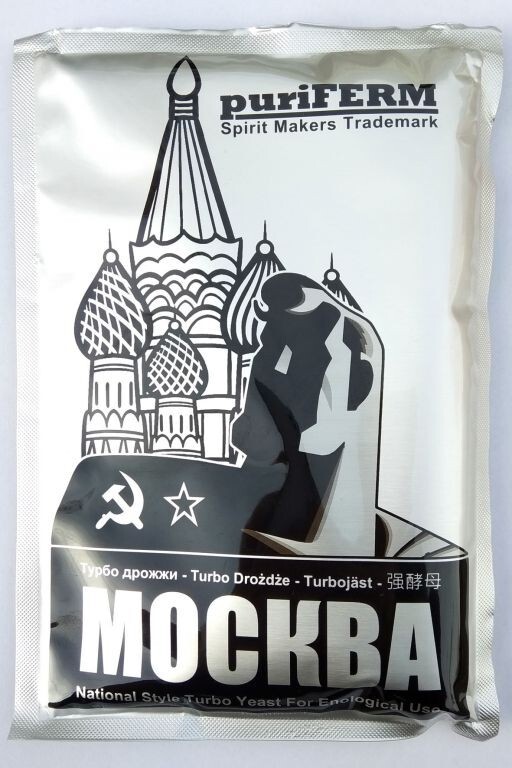 puriFERM
Spirit Makers Trademark
Турбо дрожжи - Turbo Drożdże - Turbojäst - 强酵母
МОСКВА
National Style Turbo Yeast For Enological Use